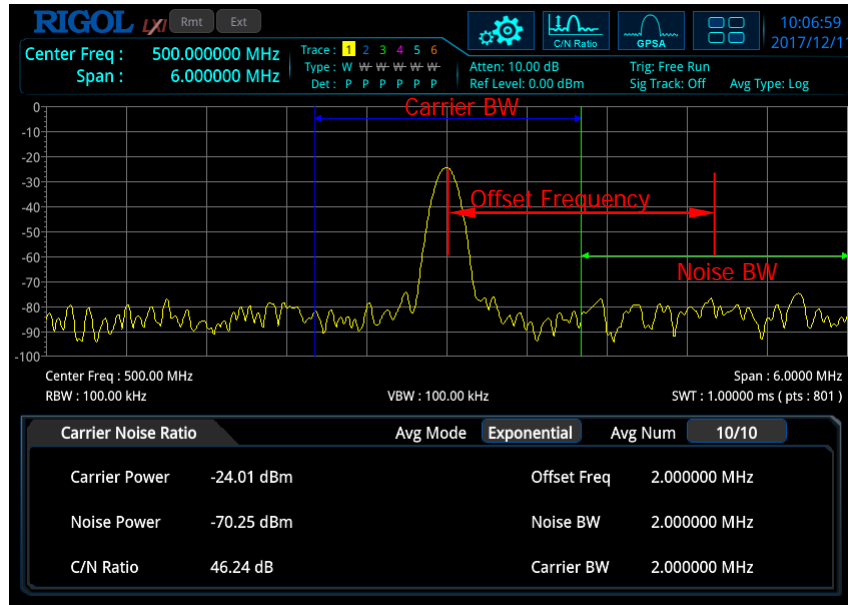 RIGOL LXI Rmt Ext
C/N Ratio GPSA 10:06:59
2017/12/1
Center Freq : 500.000000 MHz
Span : 6.000000 MHz
Trace : 1 2 3 4 5 6
Type : W W W W W W
Det : P P P P P P
Atten: 10.00 dB
Ref Level: 0.00 dBm
Trig: Free Run
Sig Track: Off
Avg Type: Log
Carrier BW
Offset Frequency
Noise BW
0
-10
-20
-30
-40
-50
-60
-70
-80
-90
-100
Center Freq : 500.00 MHz
Span : 6.0000 MHz
RBW : 100.00 kHz
VBW : 100.00 kHz
SWT : 1.00000 ms ( pts : 801 )
Carrier Noise Ratio
Avg Mode Exponential Avg Num 10/10
Carrier Power -24.01 dBm Offset Freq 2.000000 MHz
Noise Power -70.25 dBm Noise BW 2.000000 MHz
C/N Ratio 46.24 dB Carrier BW 2.000000 MHz